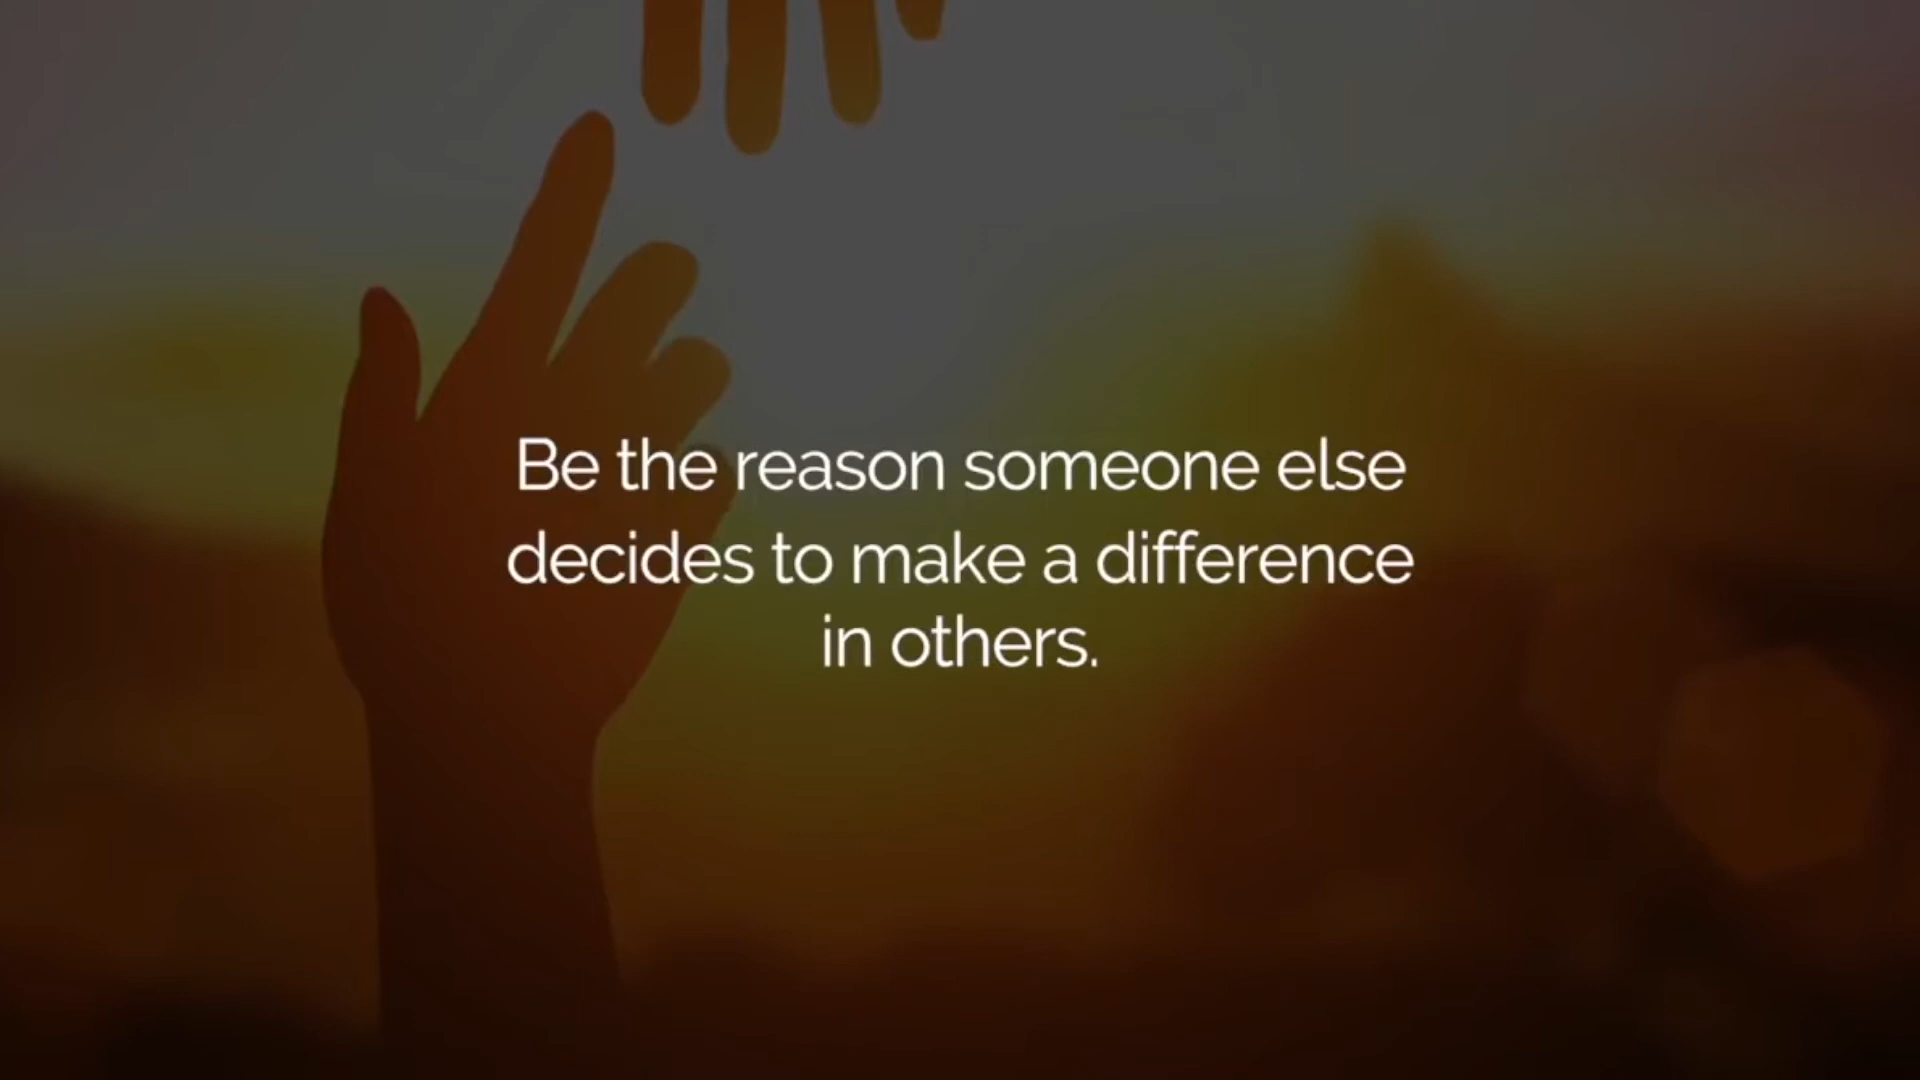 Be the reason someone else
decides to make a difference
in others.